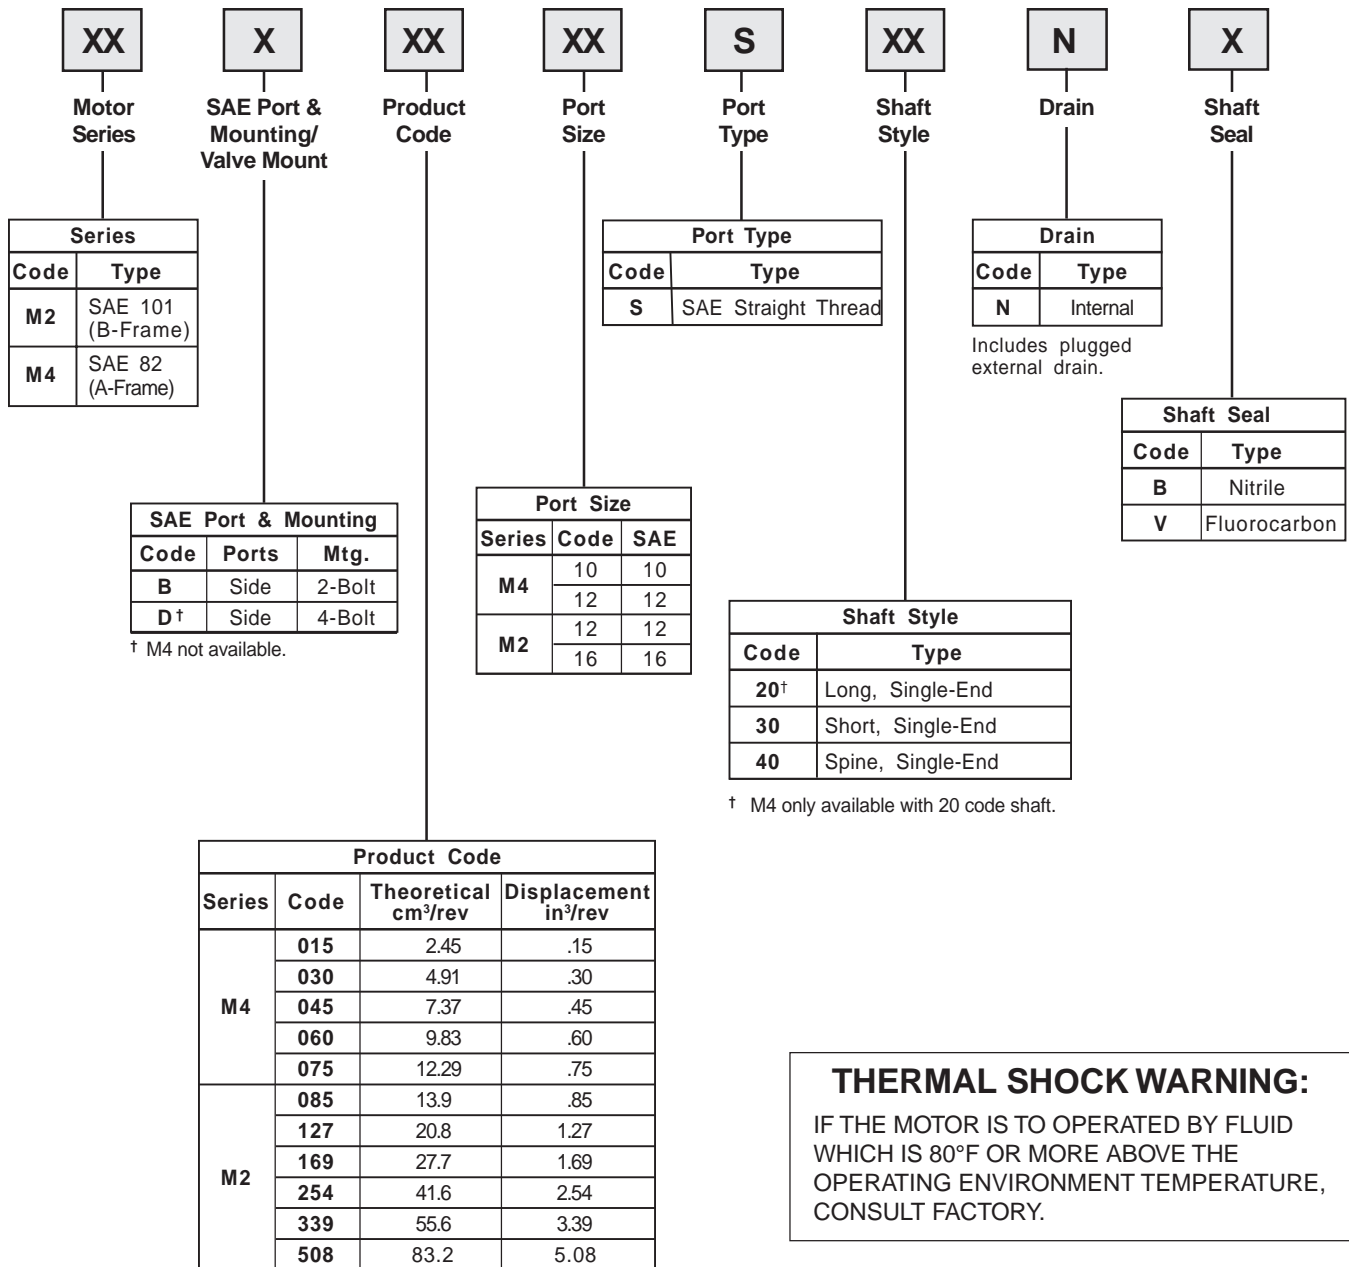 XX X XX XX S XX N X
Motor Series
SAE Port & Mounting/ Valve Mount
Product Code
Port Size
Port Type
Shaft Style
Drain
Shaft Seal
Series
Code Type
M2 SAE 101 (B-Frame)
M4 SAE 82 (A-Frame)
Port Type
Code Type
S SAE Straight Thread
Drain
Code Type
N Internal
Includes plugged
external drain.
Shaft Seal
Code Type
B Nitrile
V Fluorocarbon
SAE Port & Mounting
Code Ports Mtg.
B Side 2-Bolt
D† Side 4-Bolt
† M4 not available.
Port Size
Series Code SAE
M4 10 10
12 12
M2 12 12
16 16
Shaft Style
Code Type
20† Long, Single-End
30 Short, Single-End
40 Spine, Single-End
† M4 only available with 20 code shaft.
Product Code
Series Code Theoretical cm³/rev Displacement in³/rev
M4 015 2.45 .15
030 4.91 .30
045 7.37 .45
060 9.83 .60
075 12.29 .75
M2 085 13.9 .85
127 20.8 1.27
169 27.7 1.69
254 41.6 2.54
339 55.6 3.39
508 83.2 5.08
THERMAL SHOCK WARNING:
IF THE MOTOR IS TO OPERATED BY FLUID
WHICH IS 80°F OR MORE ABOVE THE
OPERATING ENVIRONMENT TEMPERATURE,
CONSULT FACTORY.